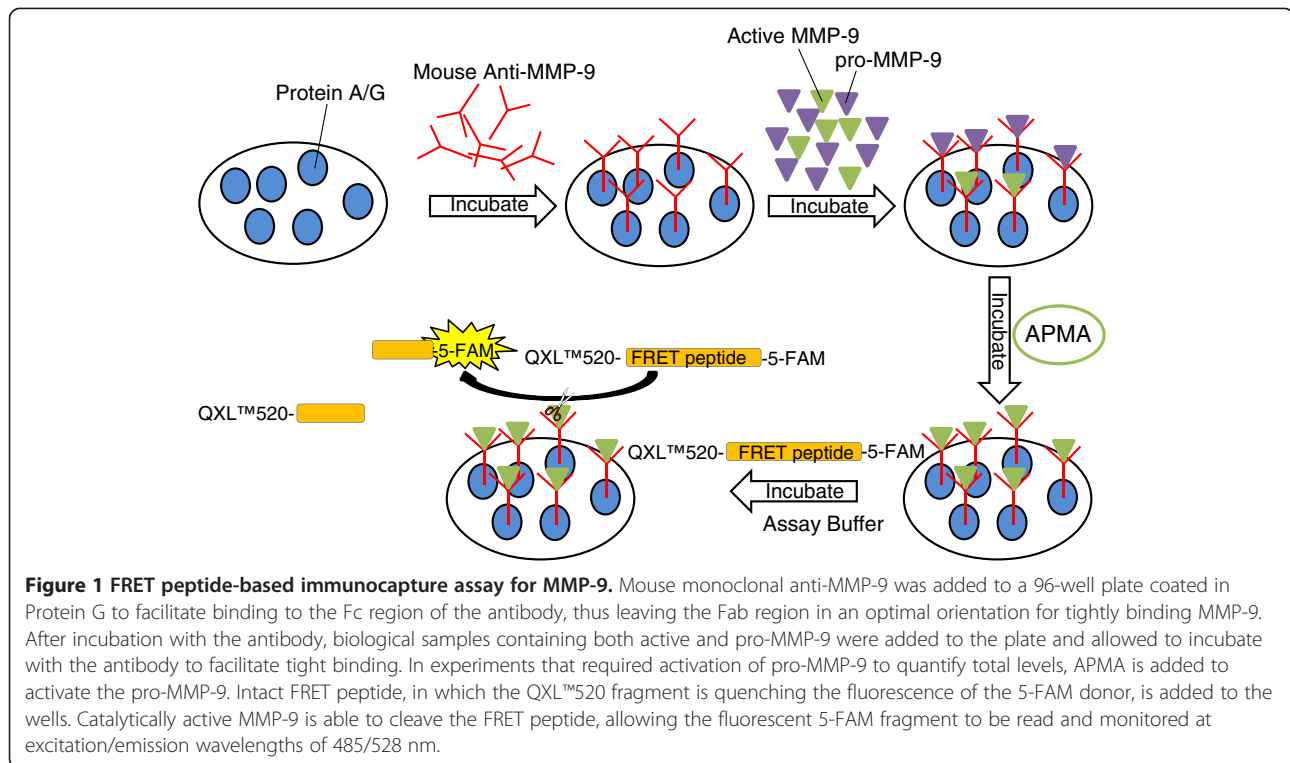 Active MMP-9
pro-MMP-9
Mouse Anti-MMP-9
Protein A/G
Incubate
Incubate
Incubate
APMA
-5-FAM
QXL™520- FRET peptide -5-FAM
QXL™520-
QXL™520- FRET peptide -5-FAM
Incubate
Assay Buffer
Figure 1 FRET peptide-based immunocapture assay for MMP-9. Mouse monoclonal anti-MMP-9 was added to a 96-well plate coated in
Protein G to facilitate binding to the Fc region of the antibody, thus leaving the Fab region in an optimal orientation for tightly binding MMP-9.
After incubation with the antibody, biological samples containing both active and pro-MMP-9 were added to the plate and allowed to incubate
with the antibody to facilitate tight binding. In experiments that required activation of pro-MMP-9 to quantify total levels, APMA is added to
activate the pro-MMP-9. Intact FRET peptide, in which the QXL™520 fragment is quenching the fluorescence of the 5-FAM donor, is added to the
wells. Catalytically active MMP-9 is able to cleave the FRET peptide, allowing the fluorescent 5-FAM fragment to be read and monitored at
excitation/emission wavelengths of 485/528 nm.